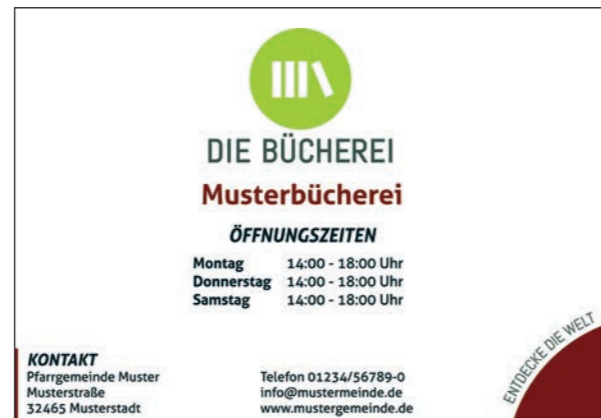 DIE BÜCHEREI
Musterbücherei
ÖFFNUNGSZEITEN
Montag 14:00 - 18:00 Uhr
Donnerstag 14:00 - 18:00 Uhr
Samstag 14:00 - 18:00 Uhr
KONTAKT
Pfarrgemeinde Muster
Musterstraße
32465 Musterstadt
Telefon 01234/56789-0
info@mustermeinde.de
www.mustergemeinde.de
ENTDECKE DIE WELT